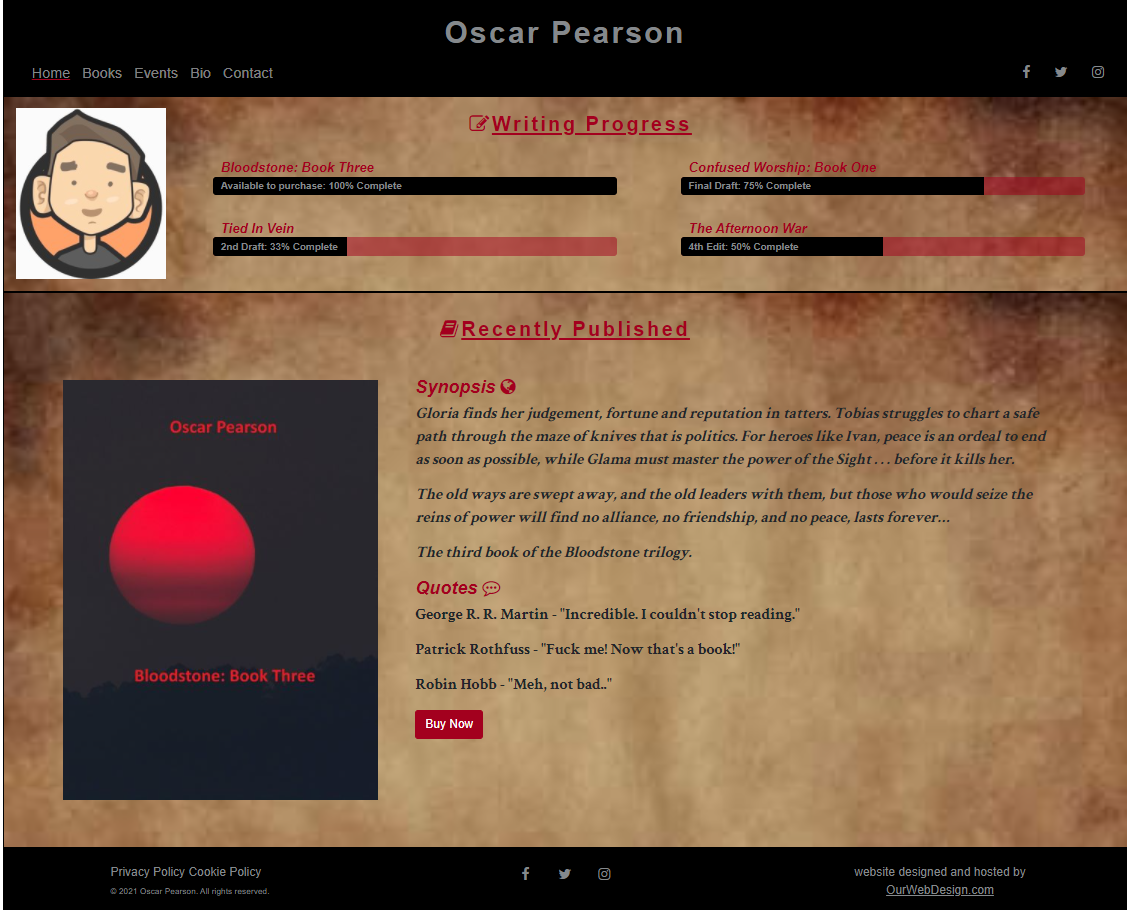 Oscar Pearson
Home Books Events Bio Contact
Writing Progress
Bloodstone: Book Three
Available to purchase: 100% Complete
Confused Worship: Book One
Final Draft: 75% Complete
Tied In Vein
2nd Draft: 33% Complete
The Afternoon War
4th Edit: 50% Complete
Recently Published
Oscar Pearson
Bloodstone: Book Three
Synopsis
Gloria finds her judgement, fortune and reputation in tatters. Tobias struggles to chart a safe
path through the maze of knives that is politics. For heroes like Ivan, peace is an ordeal to end
as soon as possible, while Glama must master the power of the Sight . . . before it kills her.
The old ways are swept away, and the old leaders with them, but those who would seize the
reins of power will find no alliance, no friendship, and no peace, lasts forever...
The third book of the Bloodstone trilogy.
Quotes
George R. R. Martin - "Incredible. I couldn't stop reading."
Patrick Rothfuss - "Fuck me! Now that's a book!"
Robin Hobb - "Meh, not bad.."
Buy Now
Privacy Policy Cookie Policy
© 2021 Oscar Pearson. All rights reserved.
website designed and hosted by
OurWebDesign.com